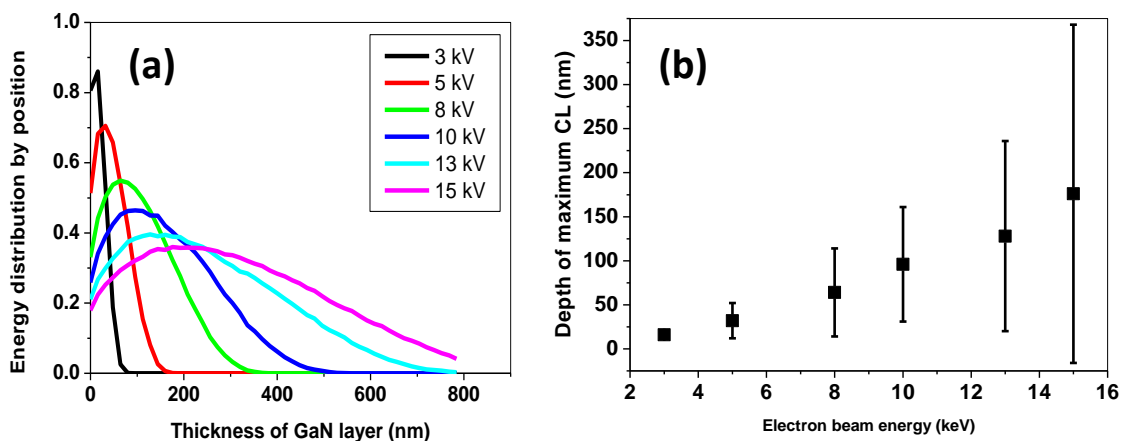 (a)
Energy distribution by position
1.0
0.8
0.6
0.4
0.2
0.0
0 200 400 600 800
Thickness of GaN layer (nm)
3 kV
5 kV
8 kV
10 kV
13 kV
15 kV
(b)
Depth of maximum CL (nm)
350
300
250
200
150
100
50
0
2 4 6 8 10 12 14 16
Electron beam energy (keV)